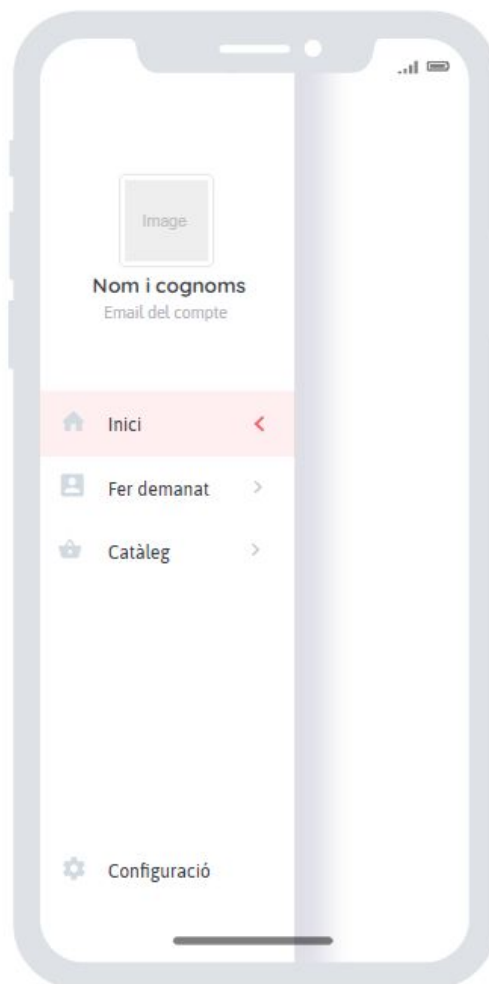 Image
Nom i cognoms
Email del compte
Inici
Fer demanat
Catàleg
Configuració